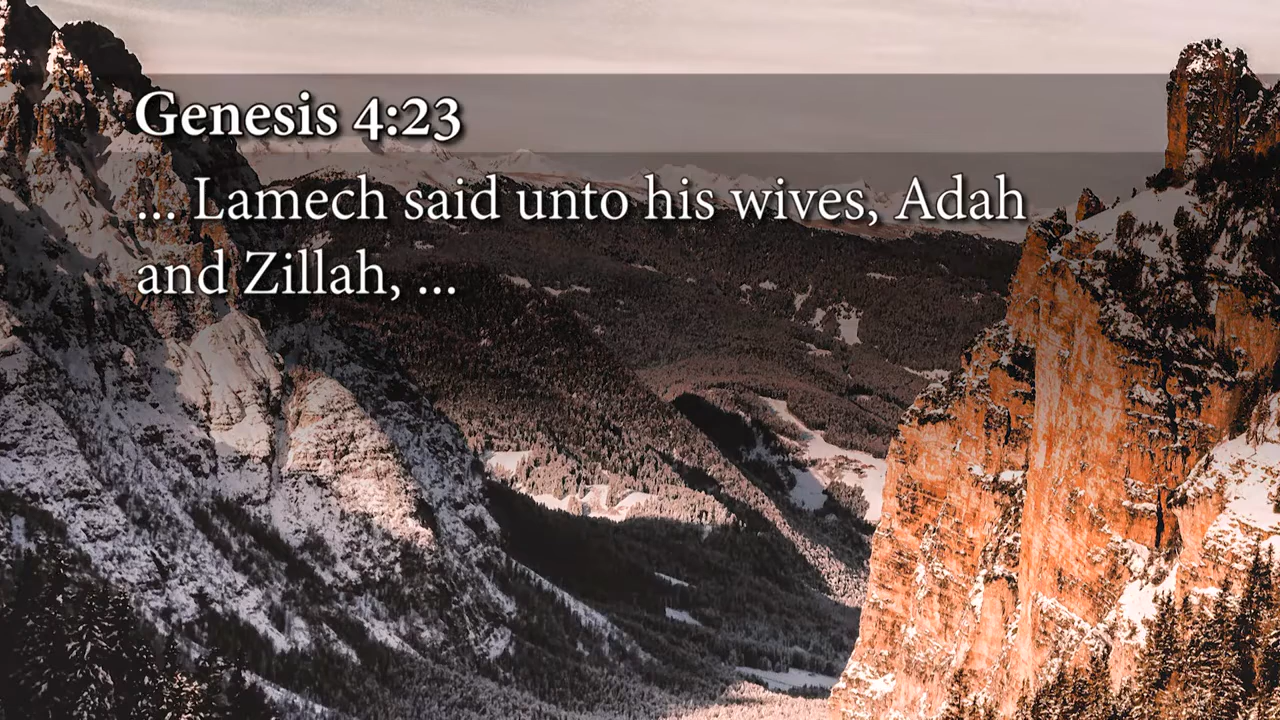 Genesis 4:23
... Lamech said unto his wives, Adah
and Zillah, ...